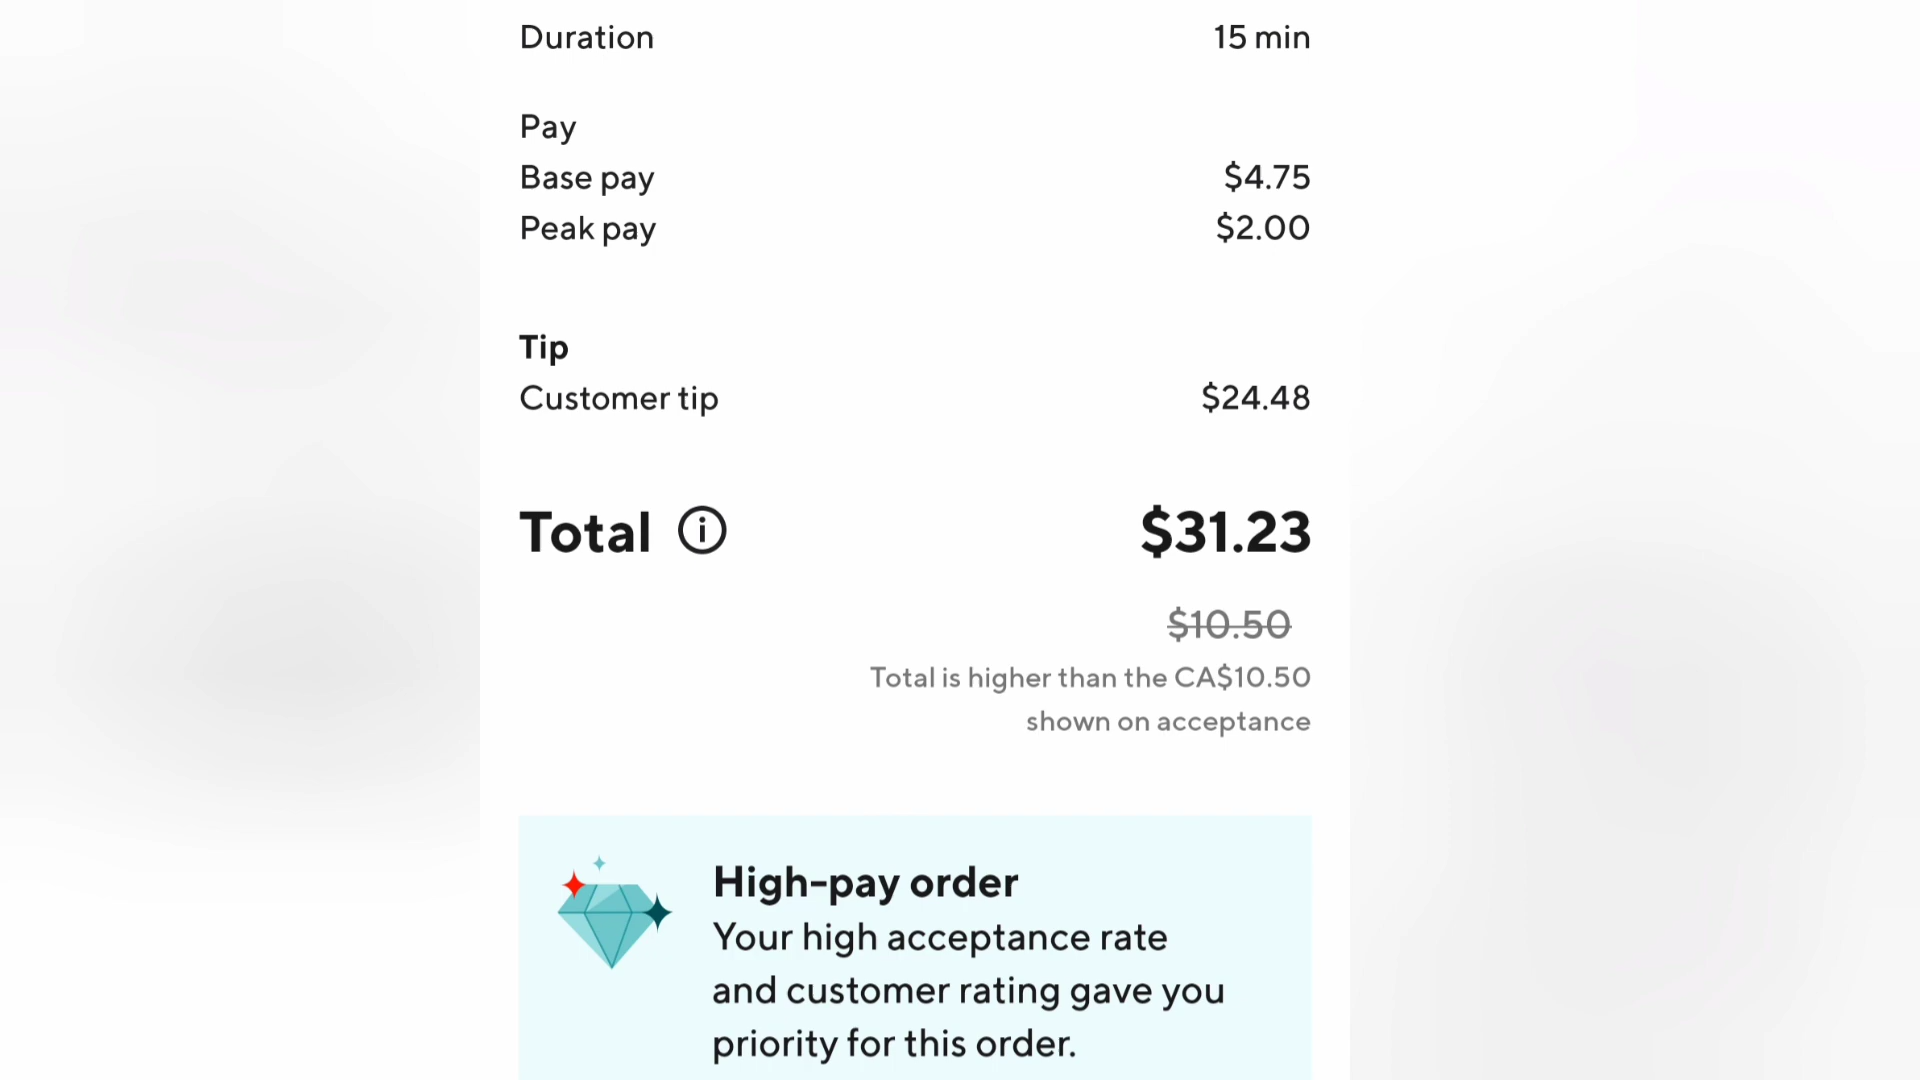 Duration 15 min
Pay
Base pay $4.75
Peak pay $2.00
Tip
Customer tip $24.48
Total $31.23
$10.50
Total is higher than the CA$10.50
shown on acceptance
High-pay order
Your high acceptance rate
and customer rating gave you
priority for this order.